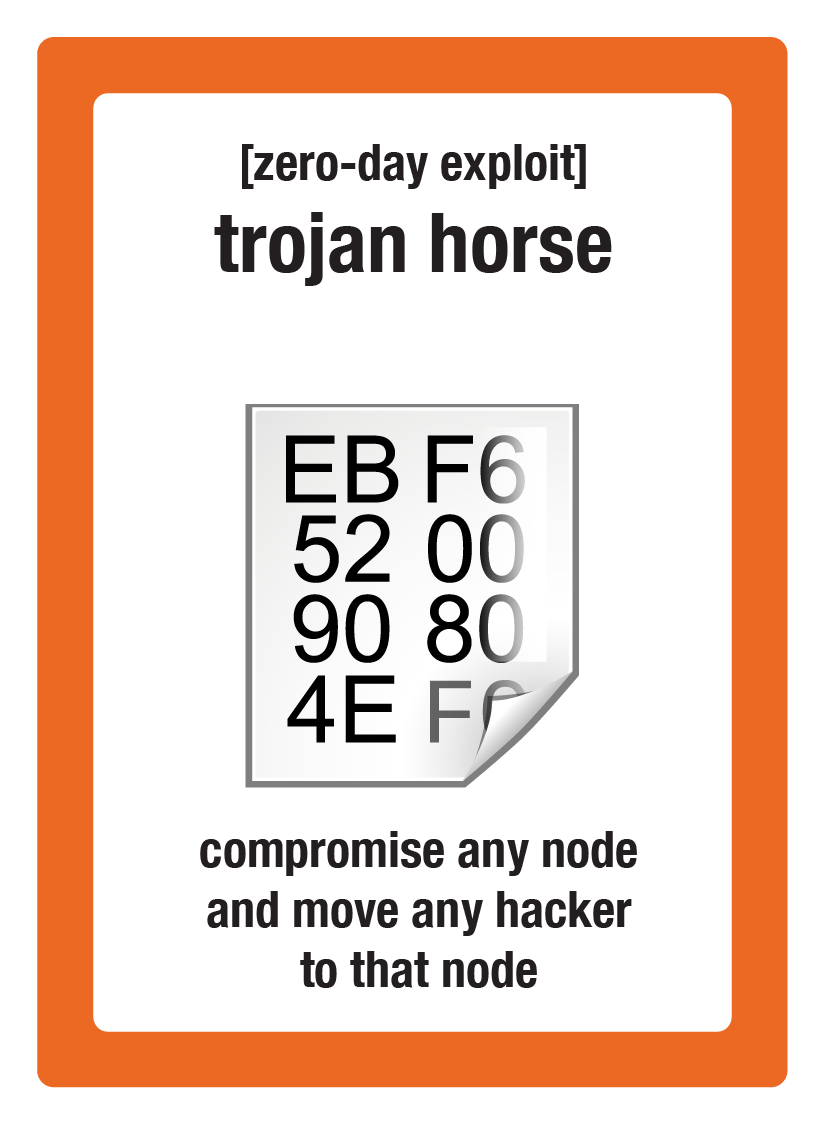 [zero-day exploit]
trojan horse
EB F6
52 00
90 80
4E F
compromise any node
and move any hacker
to that node